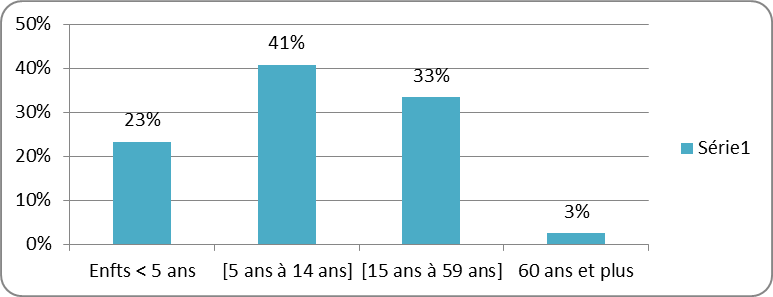 50%
40%
30%
20%
10%
0%
23%
41%
33%
3%
Enfts < 5 ans
[5 ans à 14 ans]
[15 ans à 59 ans]
60 ans et plus
Série1